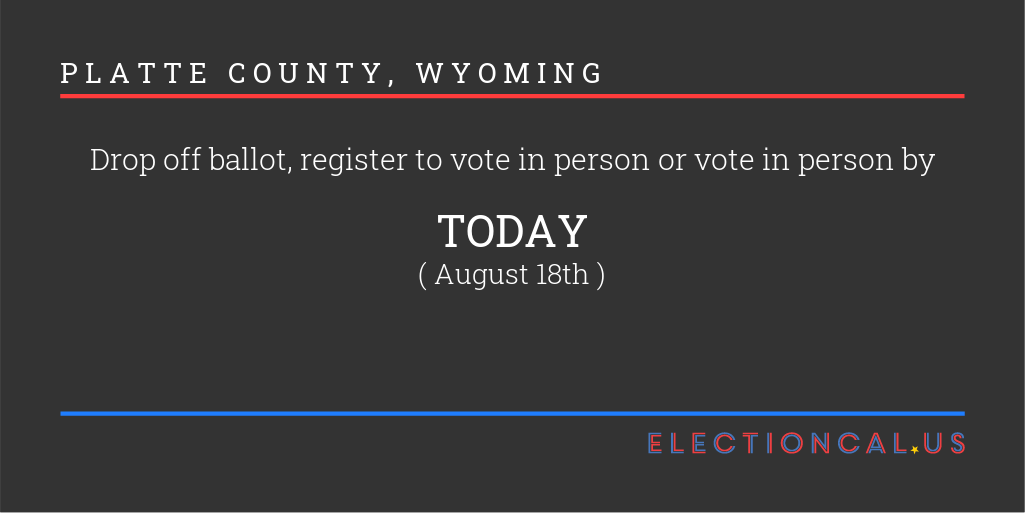 PLATTE COUNTY, WYOMING
Drop off ballot, register to vote in person or vote in person by
TODAY
( August 18th )
ELECTIONCAL.US